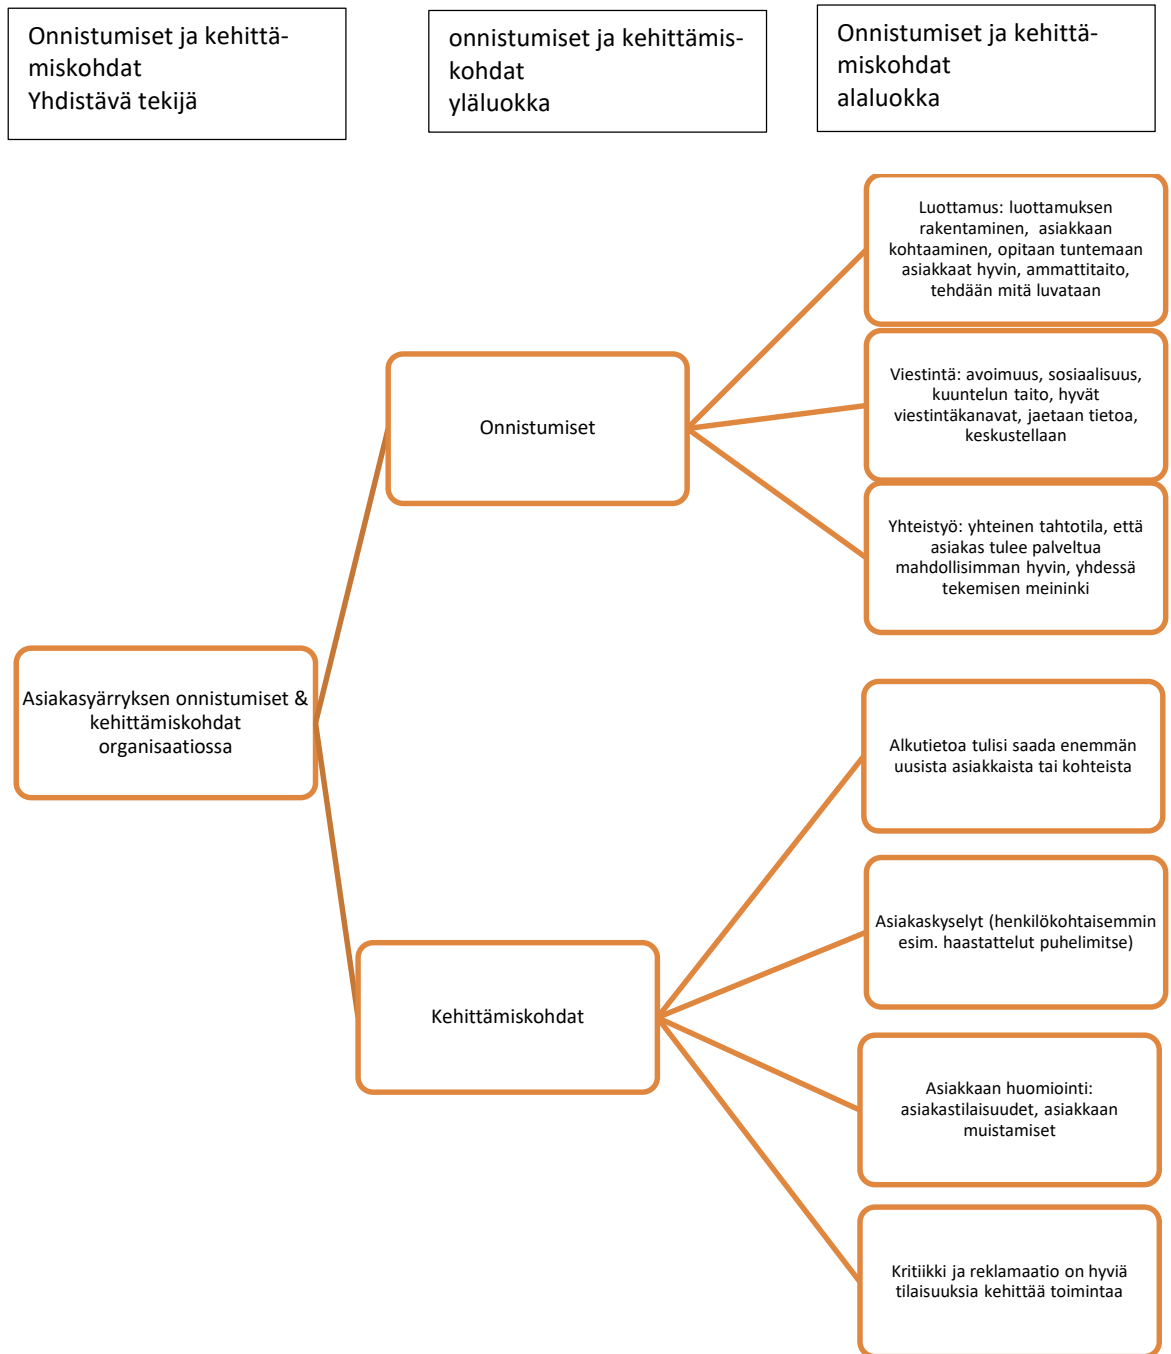 Onnistumiset ja kehittä-
miskohdat
Yhdistävä tekijä
onnistumiset ja kehittämis-
kohdat
yläluokka
Onnistumiset ja kehittä-
miskohdat
alaluokka
Luottamus: luottamuksen
rakentaminen, asiakkaan
kohtaaminen, opitaan tuntemaan
asiakkaat hyvin, ammattitaito,
tehdään mitä luvataan
Viestintä: avoimuus, sosiaalisuus,
kuuntelun taito, hyvät
viestintäkanavat, jaetaan tietoa,
keskustellaan
Onnistumiset
Yhteistyö: yhteinen tahtotila, että
asiakas tulee palveltua
mahdollisimman hyvin, yhdessä
tekemisen meininki
Asiakasyärryksen onnistumiset &
kehittämiskohdat
organisaatiossa
Alkutietoa tulisi saada enemmän
uusista asiakkaista tai kohteista
Asiakaskyselyt (henkilökohtaisemmin
esim. haastattelut puhelimitse)
Kehittämiskohdat
Asiakkaan huomiointi:
asiakastilaisuudet, asiakkaan
muistamiset
Kritiikki ja reklamaatio on hyviä
tilaisuuksia kehittää toimintaa